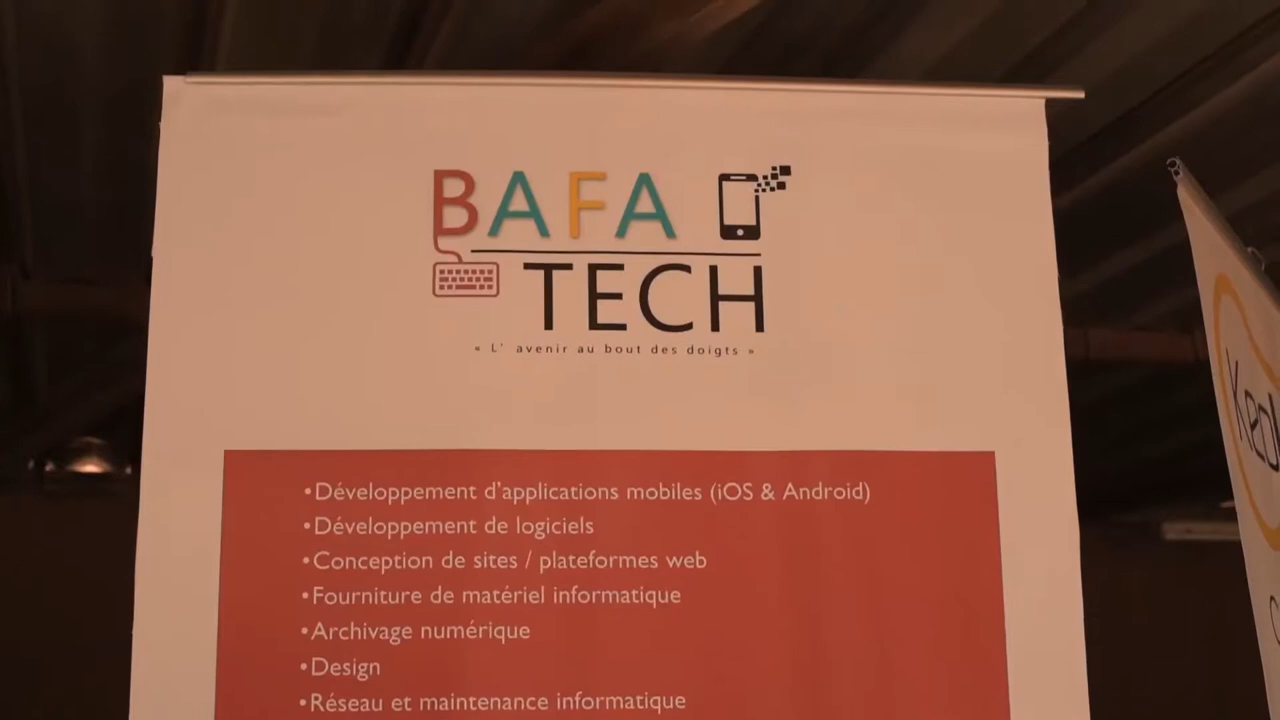 BAFA
TECH
« L' avenir au bout des doigts »
•Développement d'applications mobiles (iOS & Android)
•Développement de logiciels
•Conception de sites / plateformes web
•Fourniture de matériel informatique
•Archivage numérique
•Design
•Réseau et maintenance informatique